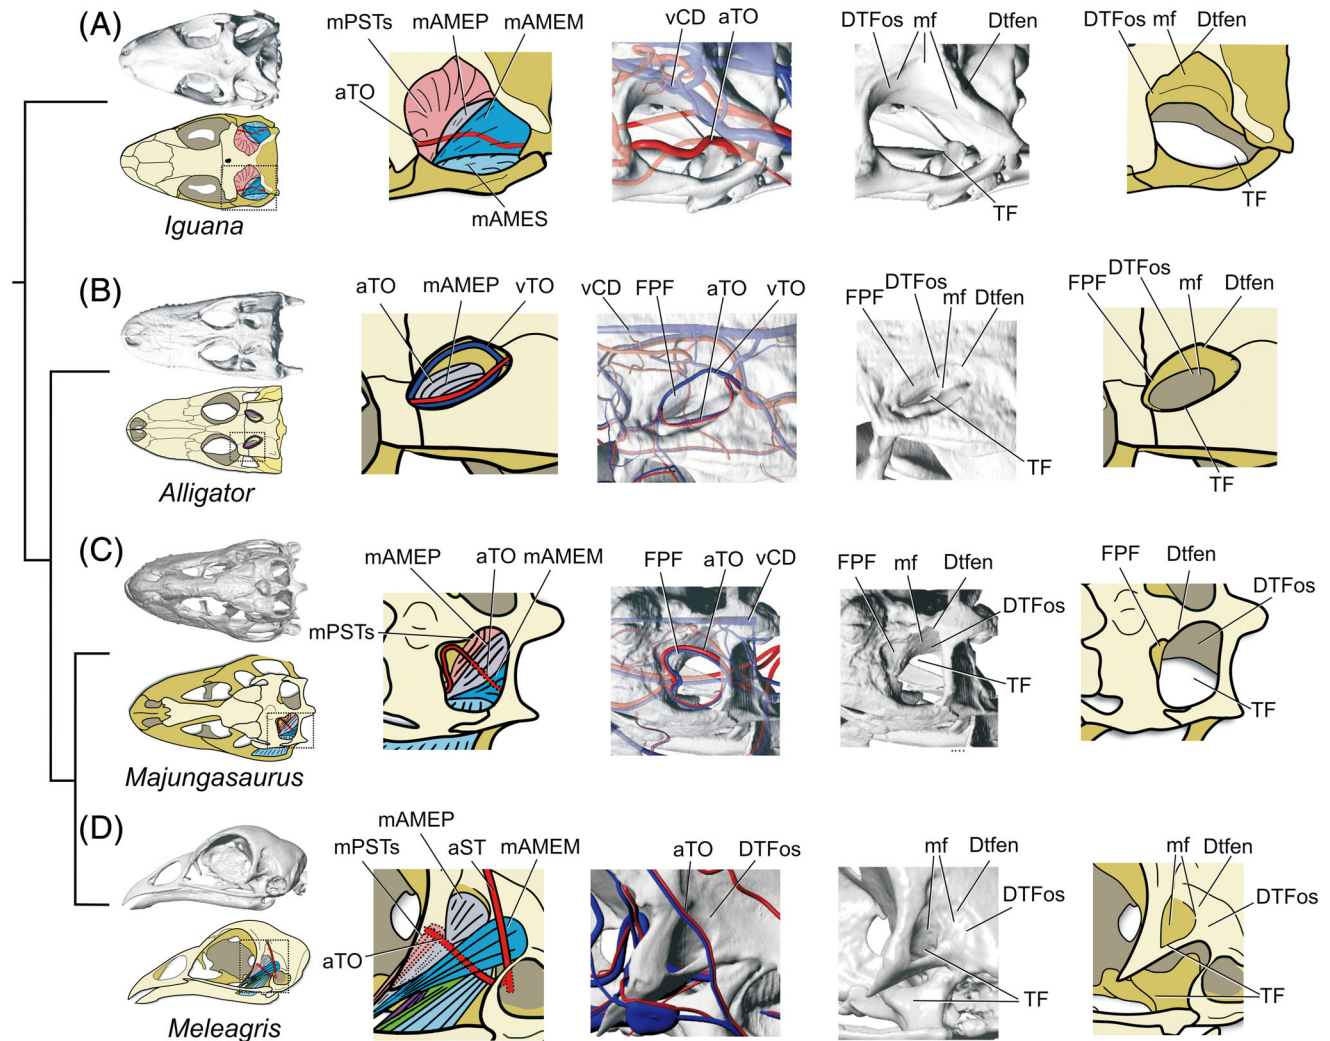 (A)
mPSTs mAMEP mAMEM
aTO
mAMES
vCD aTO
DTFos mf Dtfen
TF
DTFos mf Dtfen
TF
Iguana
(B)
aTO mAMEP vTO
vCD FPF aTO vTO
FPF DTFos mf Dtfen
TF
FPF DTFos mf Dtfen
TF
Alligator
(C)
mAMEP aTO mAMEM
mPSTs
FPF aTO vCD
FPF mf Dtfen
DTFos
TF
FPF Dtfen
DTFos
TF
Majungasaurus
(D)
mAMEP
mPSTs aST mAMEM
aTO
aTO DTFos
mf Dtfen
DTFos
TF
mf Dtfen
DTFos
TF
Meleagris